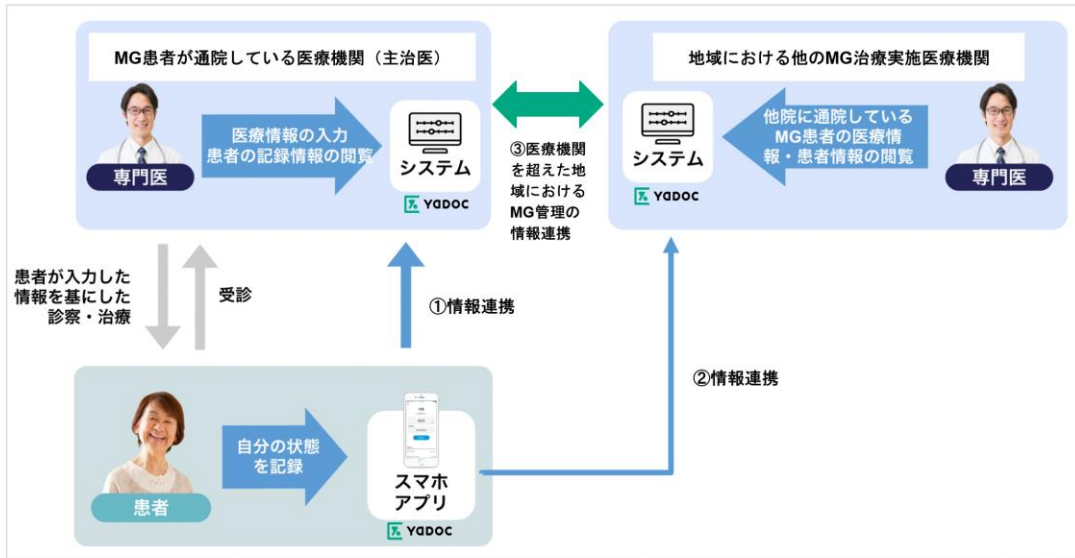 MG患者が通院している医療機関（主治医）
医療情報の入力
患者の記録情報の閲覧
専門医
システム
YaDOC
③医療機関
を超えた地
域における
MG管理の
情報連携
地域における他のMG治療実施医療機関
システム
YaDOC
他院に通院している
MG患者の医療情
報・患者情報の閲覧
専門医
患者が入力した
情報を基にした
診察・治療
受診
①情報連携
②情報連携
患者
自分の状態
を記録
スマホ
アプリ
YaDOC